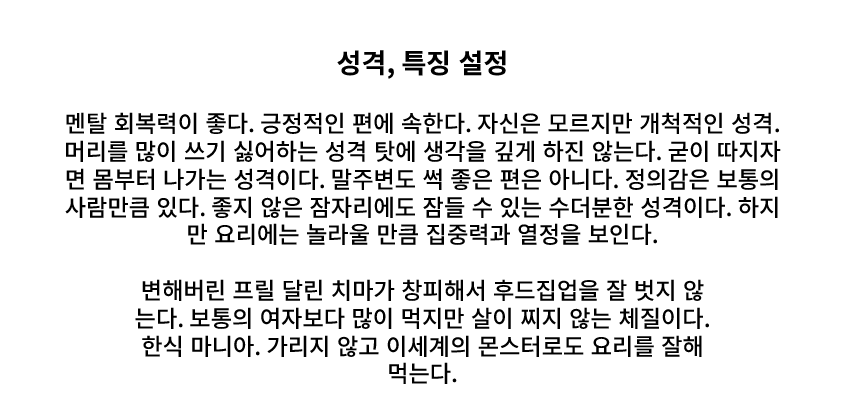 성격, 특징 설정
멘탈 회복력이 좋다. 긍정적인 편에 속한다. 자신은 모르지만 개척적인 성격.
머리를 많이 쓰기 싫어하는 성격 탓에 생각을 깊게 하진 않는다. 굳이 따지자
면 몸부터 나가는 성격이다. 말주변도 썩 좋은 편은 아니다. 정의감은 보통의
사람만큼 있다. 좋지 않은 잠자리에도 잠들 수 있는 수더분한 성격이다. 하지
만 요리에는 놀라울 만큼 집중력과 열정을 보인다.
변해버린 프릴 달린 치마가 창피해서 후드집업을 잘 벗지 않
는다. 보통의 여자보다 많이 먹지만 살이 찌지 않는 체질이다.
한식 마니아. 가리지 않고 이세계의 몬스터로도 요리를 잘해
먹는다.